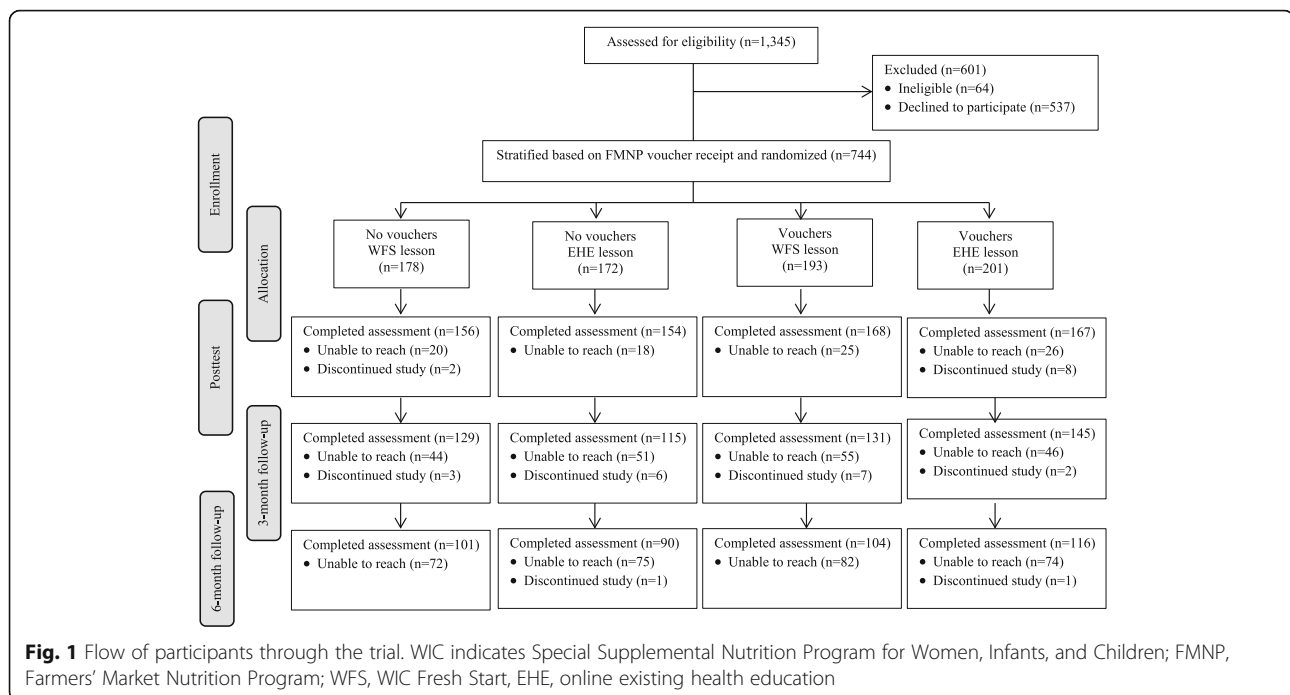 Assessed for eligibility (n=1,345)
Excluded (n=601)
• Ineligible (n=64)
• Declined to participate (n=537)
Enrollment
Stratified based on FMNP voucher receipt and randomized (n=744)
Allocation
No vouchers
WFS lesson
(n=178)
No vouchers
EHE lesson
(n=172)
Vouchers
WFS lesson
(n=193)
Vouchers
EHE lesson
(n=201)
Posttest
Completed assessment (n=156)
• Unable to reach (n=20)
• Discontinued study (n=2)
Completed assessment (n=154)
• Unable to reach (n=18)
Completed assessment (n=168)
• Unable to reach (n=25)
Completed assessment (n=167)
• Unable to reach (n=26)
• Discontinued study (n=8)
3-month follow-up
Completed assessment (n=129)
• Unable to reach (n=44)
• Discontinued study (n=3)
Completed assessment (n=115)
• Unable to reach (n=51)
• Discontinued study (n=6)
Completed assessment (n=131)
• Unable to reach (n=55)
• Discontinued study (n=7)
Completed assessment (n=145)
• Unable to reach (n=46)
• Discontinued study (n=2)
6-month follow-up
Completed assessment (n=101)
• Unable to reach (n=72)
Completed assessment (n=90)
• Unable to reach (n=75)
• Discontinued study (n=1)
Completed assessment (n=104)
• Unable to reach (n=82)
Completed assessment (n=116)
• Unable to reach (n=74)
• Discontinued study (n=1)
Fig. 1 Flow of participants through the trial. WIC indicates Special Supplemental Nutrition Program for Women, Infants, and Children; FMNP,
Farmers' Market Nutrition Program; WFS, WIC Fresh Start, EHE, online existing health education